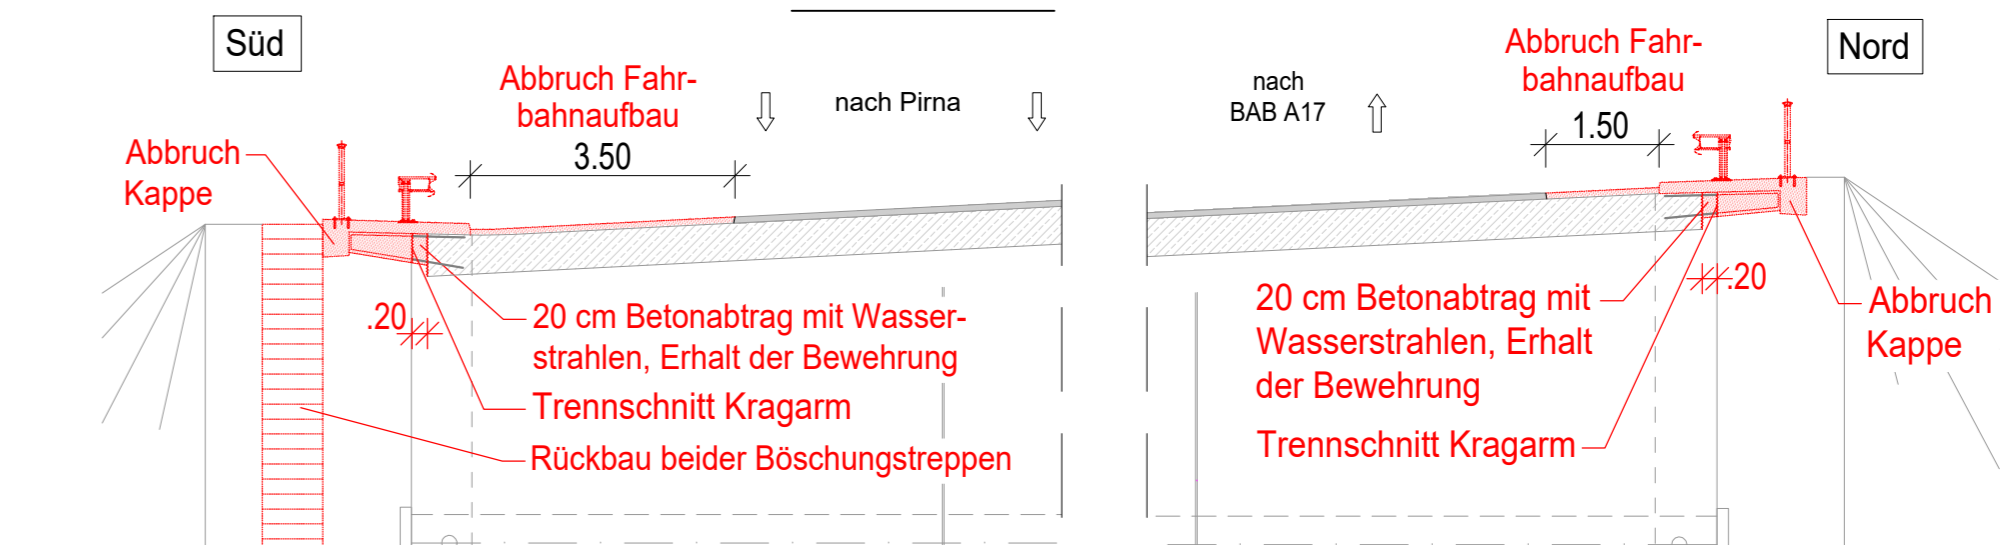 Süd
Abbruch Fahr-
bahnaufbau
3.50
nach Pirna
Abbruch
Kappe
.20
20 cm Betonabtrag mit Wasser-
strahlen, Erhalt der Bewehrung
Trennschnitt Kragarm
Rückbau beider Böschungstreppen
nach
BAB A17
Abbruch Fahr-
bahnaufbau
1.50
Nord
.20
20 cm Betonabtrag mit
Wasserstrahlen, Erhalt
der Bewehrung
Trennschnitt Kragarm
Abbruch
Kappe